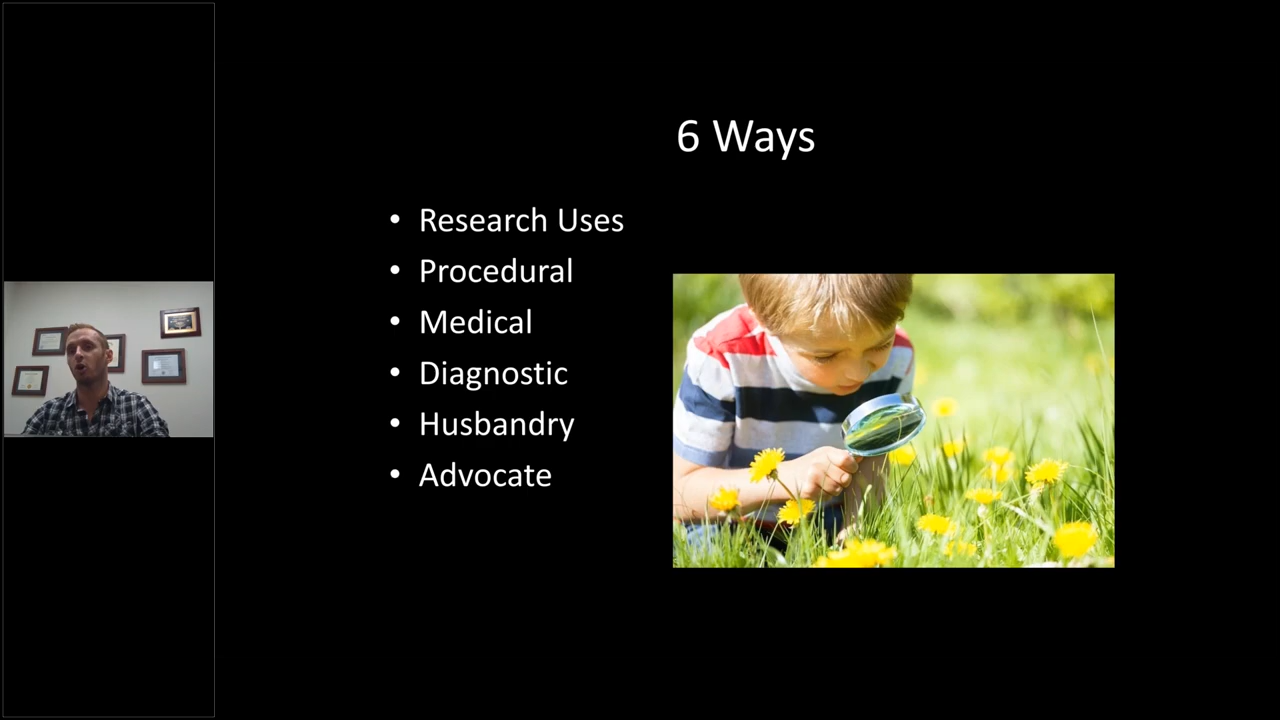 6 Ways
• Research Uses
• Procedural
• Medical
• Diagnostic
• Husbandry
• Advocate